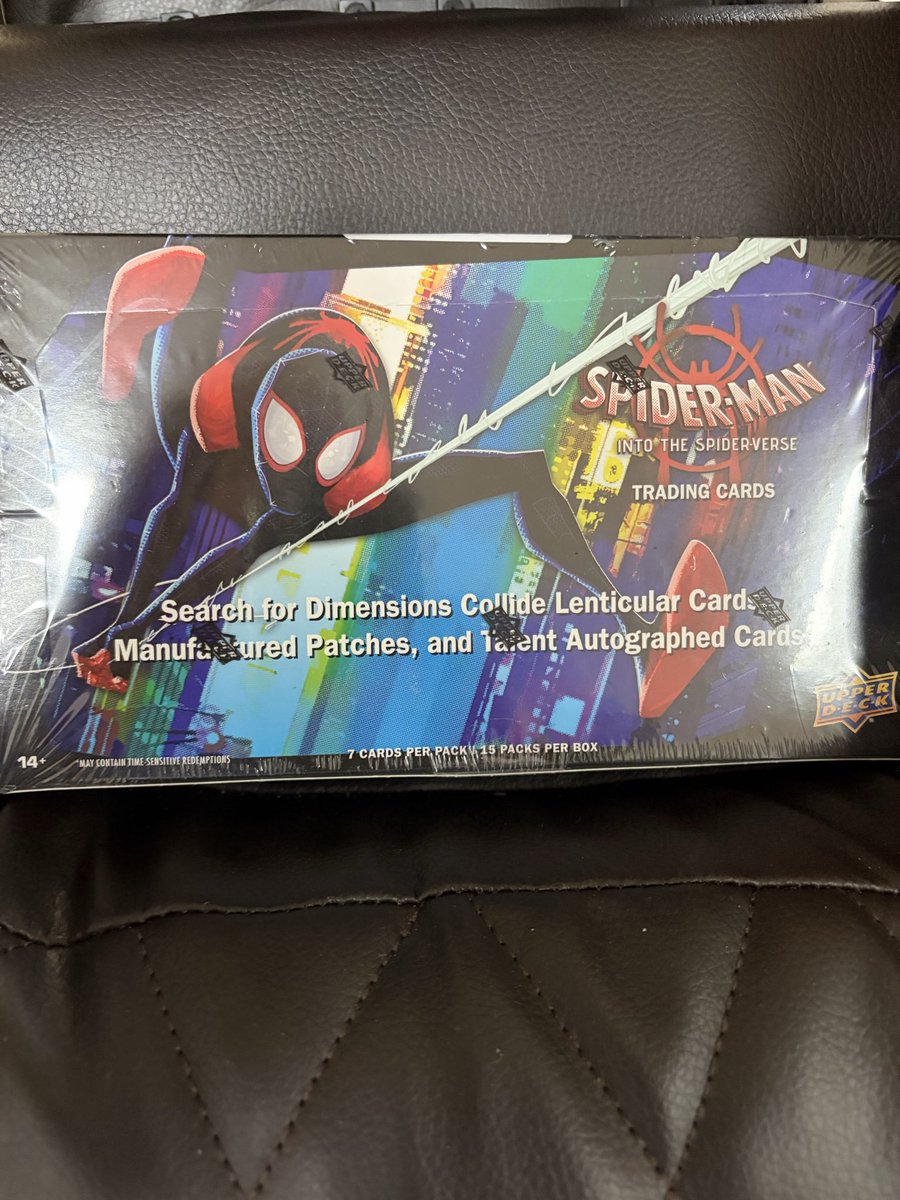 SPIDER-MAN
INTO THE SPIDER-VERSE
TRADING CARDS
Search for Dimensions Collide Lenticular Cards,
Manufactured Patches, and Talent Autographed Cards
UPPER
DECK
7 CARDS PER PACK | 15 PACKS PER BOX
14+
*MAY CONTAIN TIME-SENSITIVE REDEMPTIONS